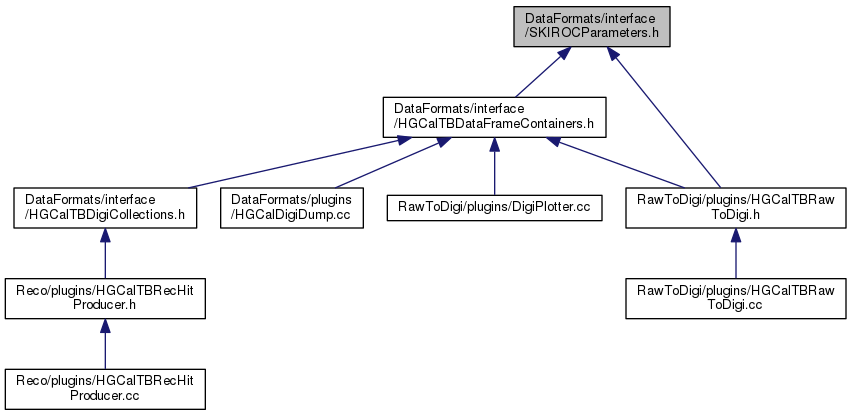 DataFormats/interface
/SKIROCParameters.h
DataFormats/interface
/HGCalTBDataFrameContainers.h
DataFormats/interface
/HGCalTBDigiCollections.h
DataFormats/plugins
/HGCalDigiDump.cc
RawToDigi/plugins/DigiPlotter.cc
RawToDigi/plugins/HGCalTBRaw
ToDigi.h
Reco/plugins/HGCalTBRecHit
Producer.h
RawToDigi/plugins/HGCalTBRaw
ToDigi.cc
Reco/plugins/HGCalTBRecHit
Producer.cc